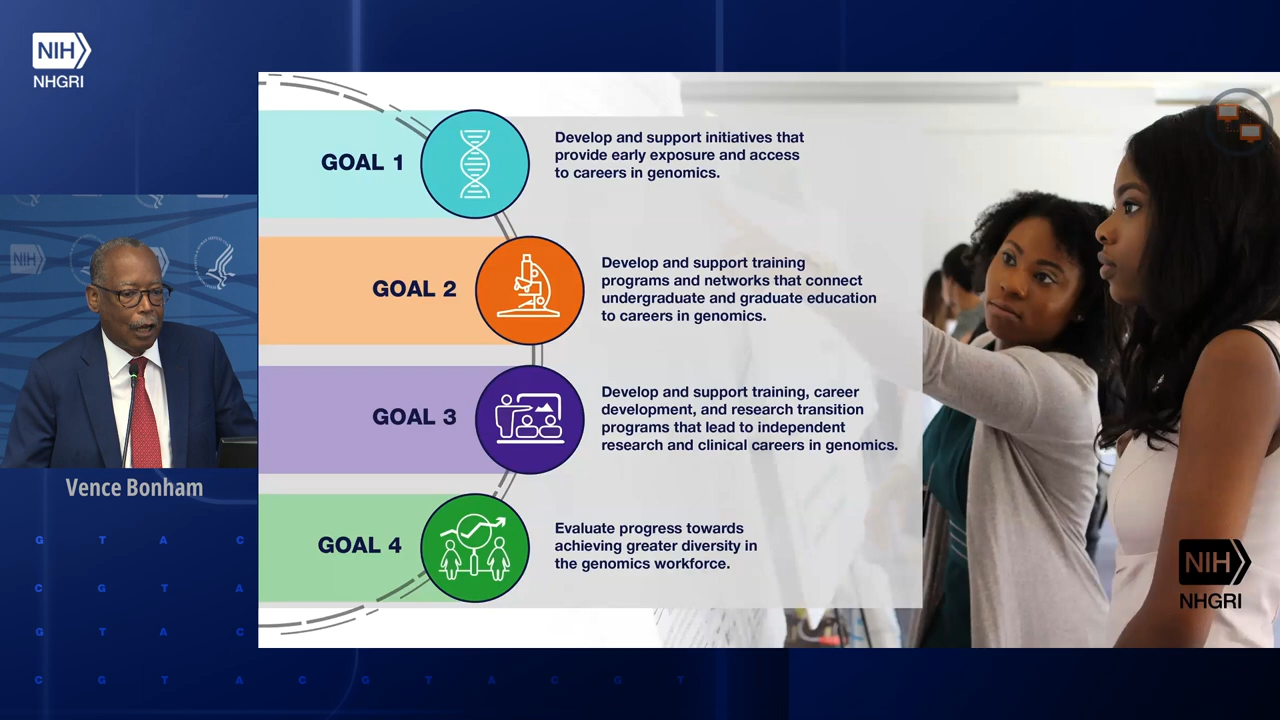 NIH
NHGRI
GOAL 1
Develop and support initiatives that
provide early exposure and access
to careers in genomics.
GOAL 2
Develop and support training
programs and networks that connect
undergraduate and graduate education
to careers in genomics.
GOAL 3
Develop and support training, career
development, and research transition
programs that lead to independent
research and clinical careers in genomics.
GOAL 4
Evaluate progress towards
achieving greater diversity in
the genomics workforce.
NIH
NHGRI
NIH
Vence Bonham
G T A C
C G T A
G T A C
C G T A C G T A C G T